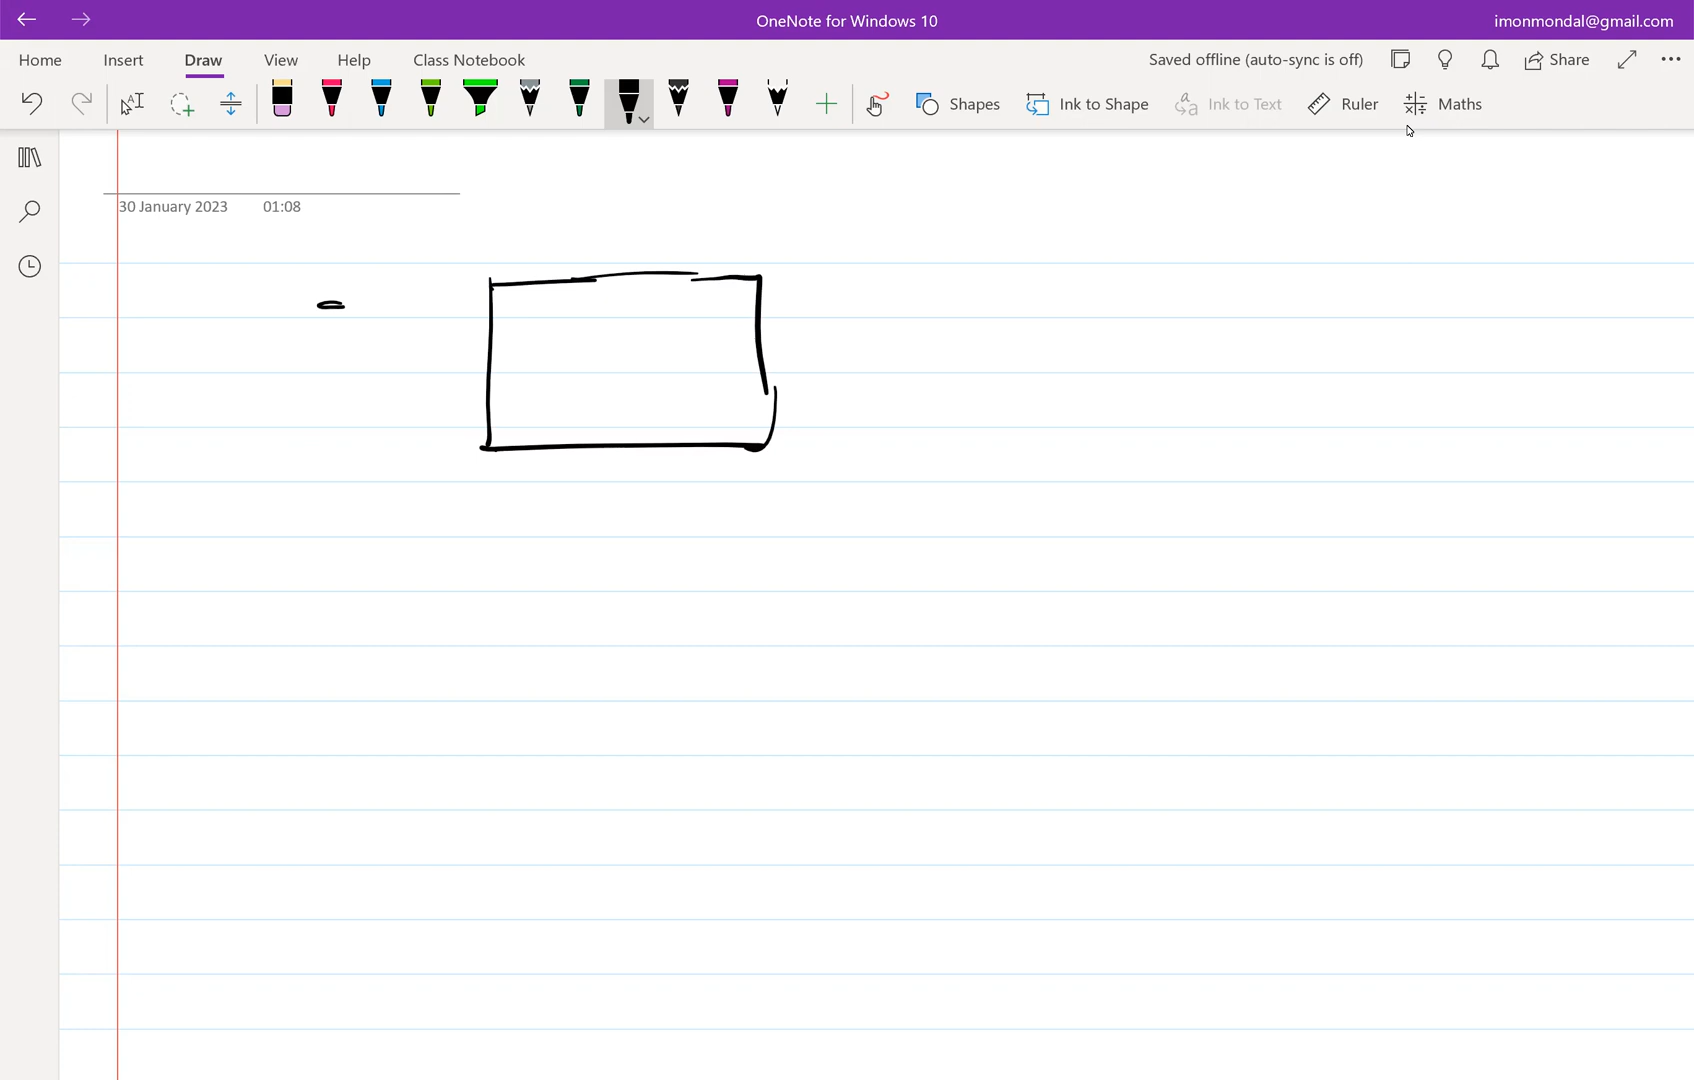 OneNote for Windows 10
imonmondal@gmail.com
Home Insert Draw View Help Class Notebook
Saved offline (auto-sync is off)
Share
Shapes Ink to Shape Ink to Text Ruler Maths
30 January 2023 01:08